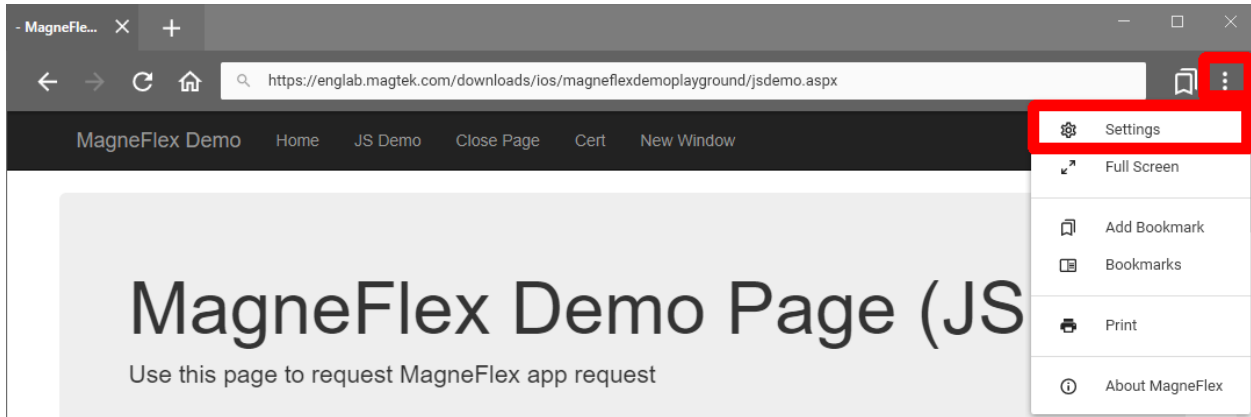 - MagneFle...
https://englab.magtek.com/downloads/ios/magneflexdemoplayground/jsdemo.aspx
MagneFlex Demo Home JS Demo Close Page Cert New Window
Settings
Full Screen
Add Bookmark
Bookmarks
Print
About MagneFlex
MagneFlex Demo Page (JS
Use this page to request MagneFlex app request